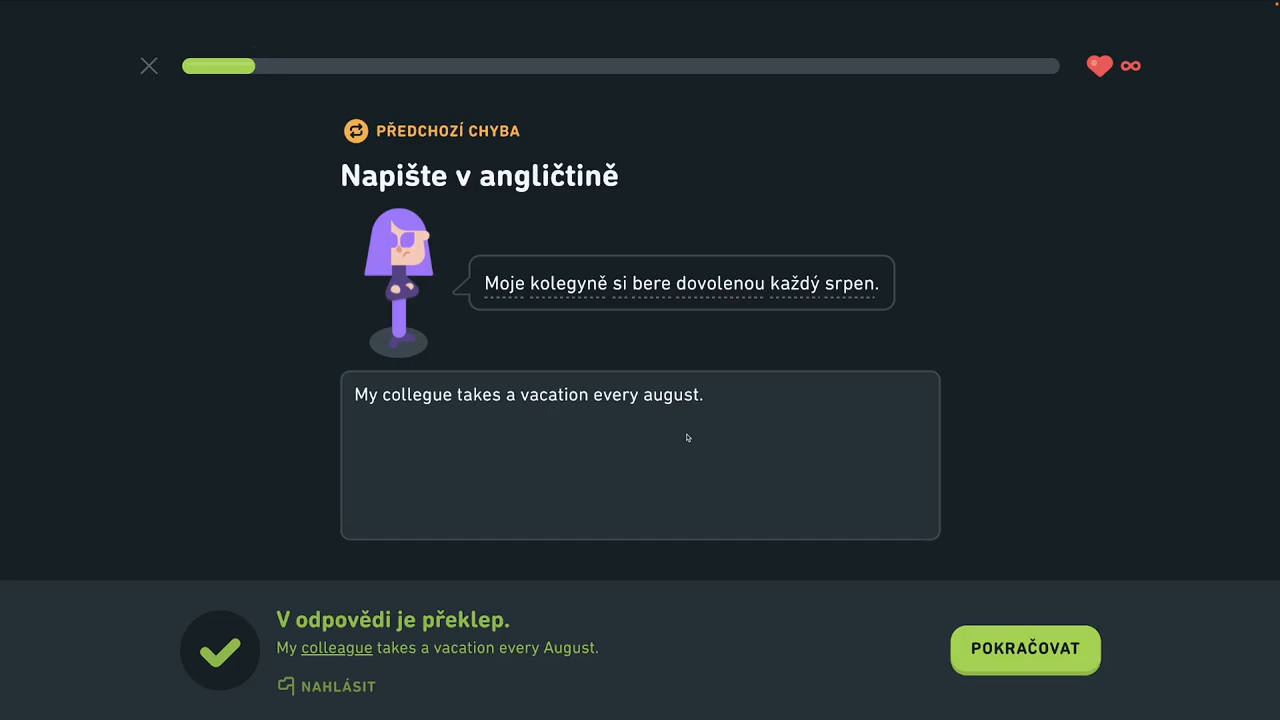 PŘEDCHOZÍ CHYBA
Napište v angličtině
Moje kolegyně si bere dovolenou každý srpen.
My collegue takes a vacation every august.
V odpovědi je překlep.
My colleague takes a vacation every August.
NAHLÁSIT
POKRAČOVAT